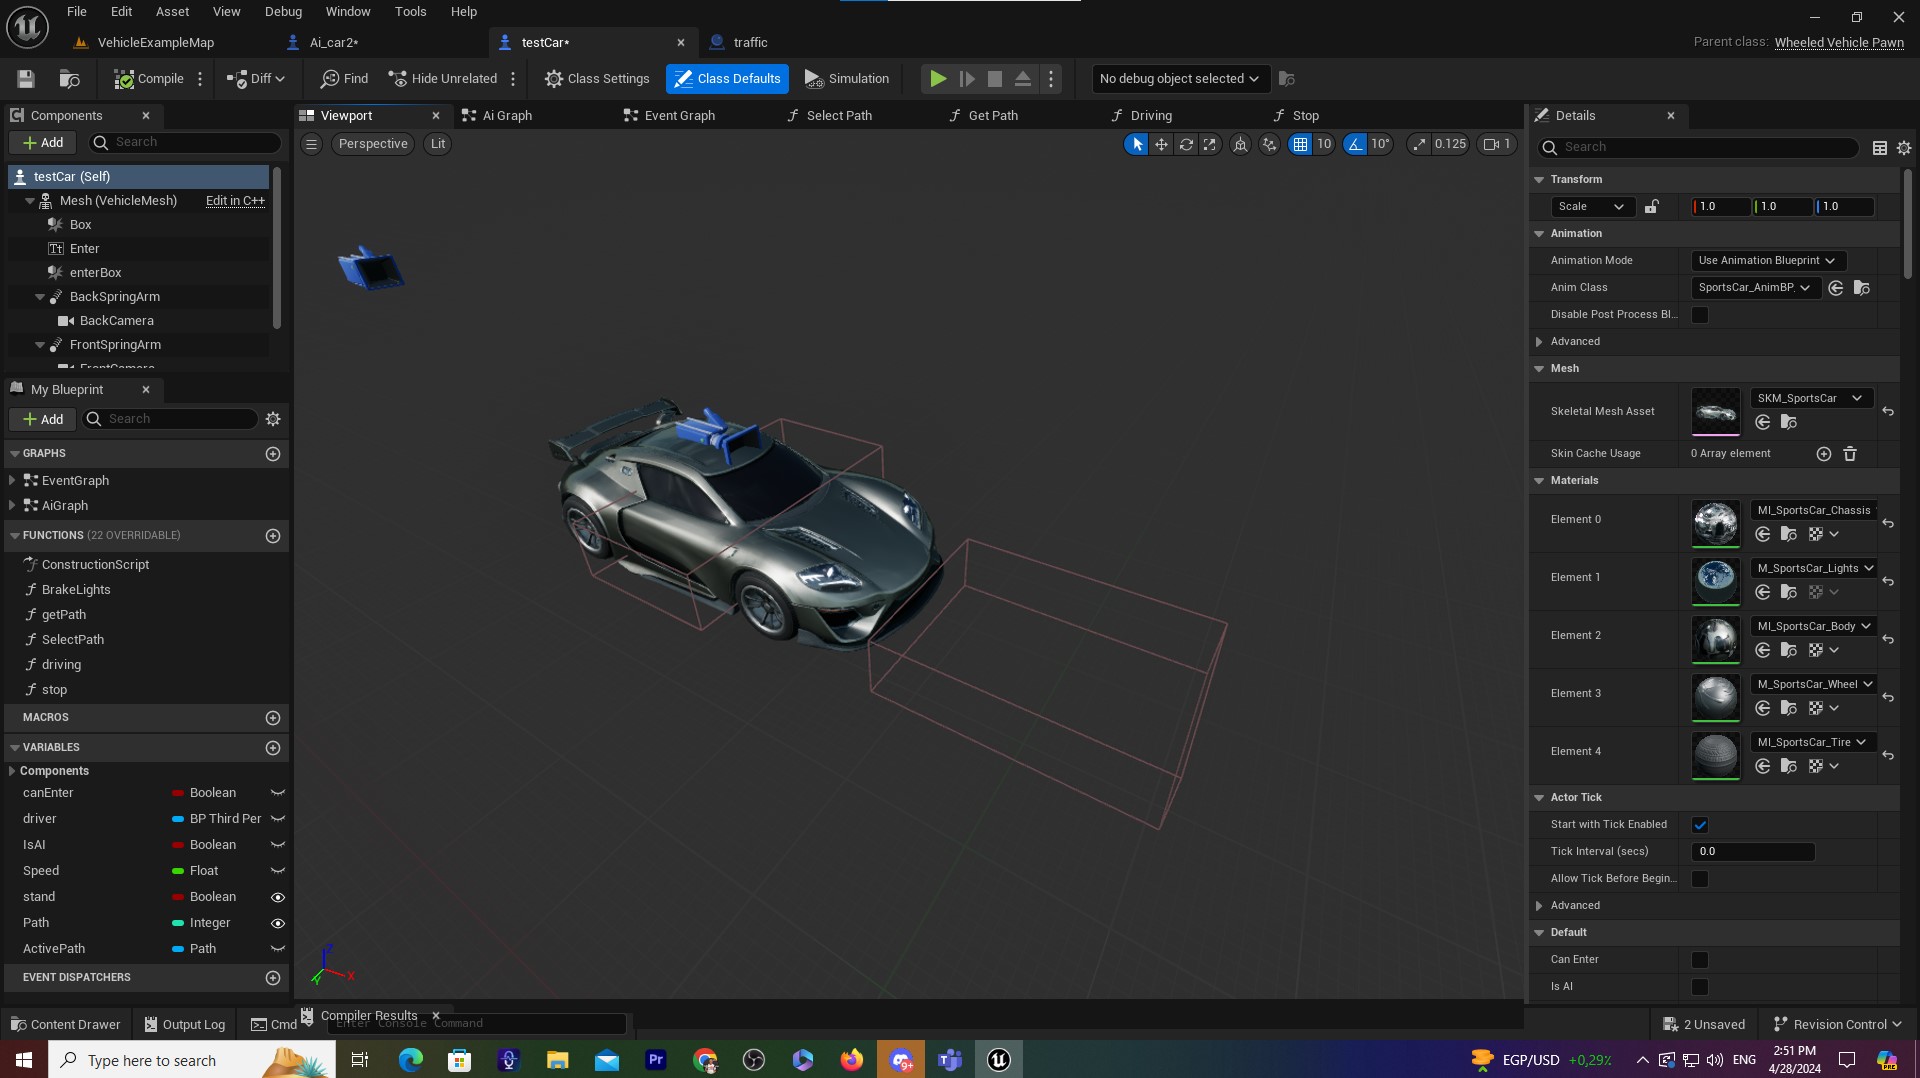 File Edit Asset View Debug Window Tools Help
VehicleExampleMap Ai_car2* testCar* traffic
Parent class: Wheeled Vehicle Pawn
Compile Diff Find Hide Unrelated Class Settings Class Defaults Simulation No debug object selected
Components
Add Search
testCar (Self)
Mesh (VehicleMesh) Edit in C++
Box
Enter
enterBox
BackSpringArm
BackCamera
FrontSpringArm
FrontCamera
My Blueprint
Add Search
GRAPHS
EventGraph
AiGraph
FUNCTIONS (22 OVERRIDABLE)
ConstructionScript
BrakeLights
getPath
SelectPath
driving
stop
MACROS
VARIABLES
Components
canEnter Boolean
driver BP Third Per
IsAI Boolean
Speed Float
stand Boolean
Path Integer
ActivePath Path
EVENT DISPATCHERS
Viewport Ai Graph Event Graph Select Path Get Path Driving Stop
Perspective Lit 10 10° 0.125 1
Z
X
Y
Details
Search
Transform
Scale 1.0 1.0 1.0
Animation
Animation Mode Use Animation Blueprint
Anim Class SportsCar_AnimBP_
Disable Post Process Bl...
Advanced
Mesh
Skeletal Mesh Asset SKM_SportsCar
Skin Cache Usage 0 Array element
Materials
Element 0 MI_SportsCar_Chassis
Element 1 M_SportsCar_Lights
Element 2 MI_SportsCar_Body
Element 3 M_SportsCar_Wheel
Element 4 MI_SportsCar_Tire
Actor Tick
Start with Tick Enabled
Tick Interval (secs) 0.0
Allow Tick Before Begin...
Advanced
Default
Can Enter
Is AI
Compiler Results
Content Drawer Output Log Cmd Enter Console Command 2 Unsaved Revision Control
Type here to search Pr 9+ EGP/USD +0,29% ENG 2:51 PM
4/28/2024 PRE